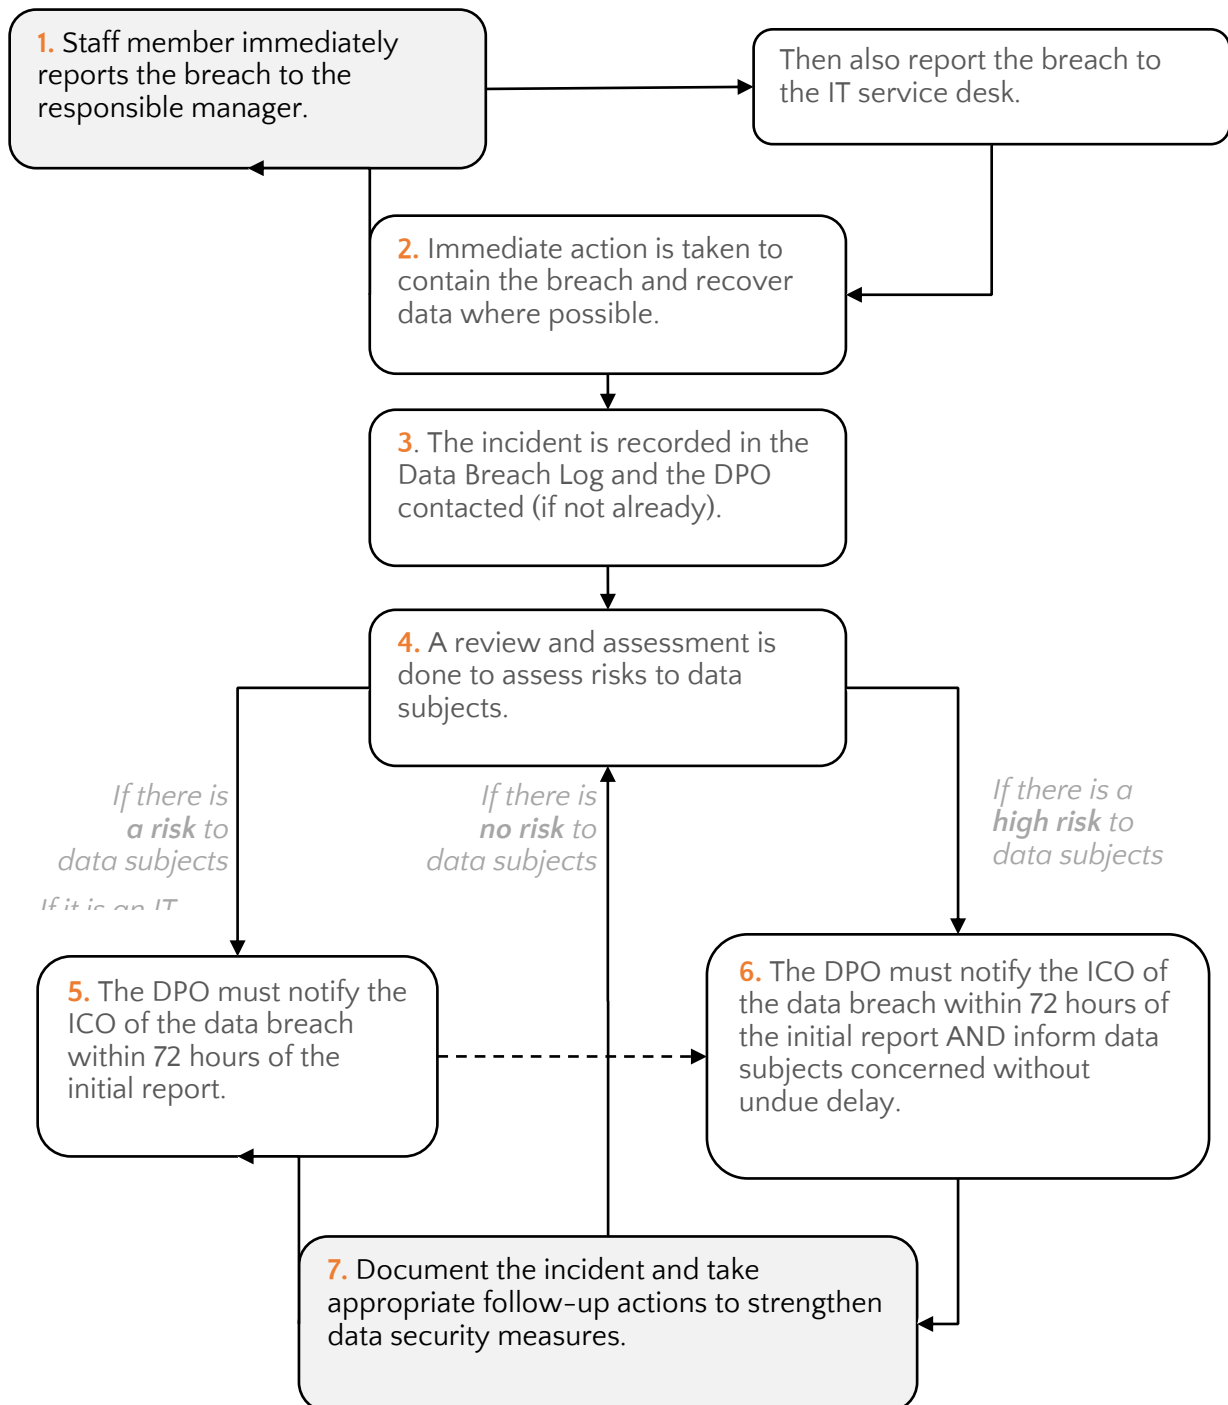 1. Staff member immediately
reports the breach to the
responsible manager.
Then also report the breach to
the IT service desk.
2. Immediate action is taken to
contain the breach and recover
data where possible.
3. The incident is recorded in the
Data Breach Log and the DPO
contacted (if not already).
4. A review and assessment is
done to assess risks to data
subjects.
If there is
a risk to
data subjects
If it is an IT
If there is
no risk to
data subjects
If there is a
high risk to
data subjects
5. The DPO must notify the
ICO of the data breach
within 72 hours of the
initial report.
6. The DPO must notify the ICO of
the data breach within 72 hours of
the initial report AND inform data
subjects concerned without
undue delay.
7. Document the incident and take
appropriate follow-up actions to strengthen
data security measures.